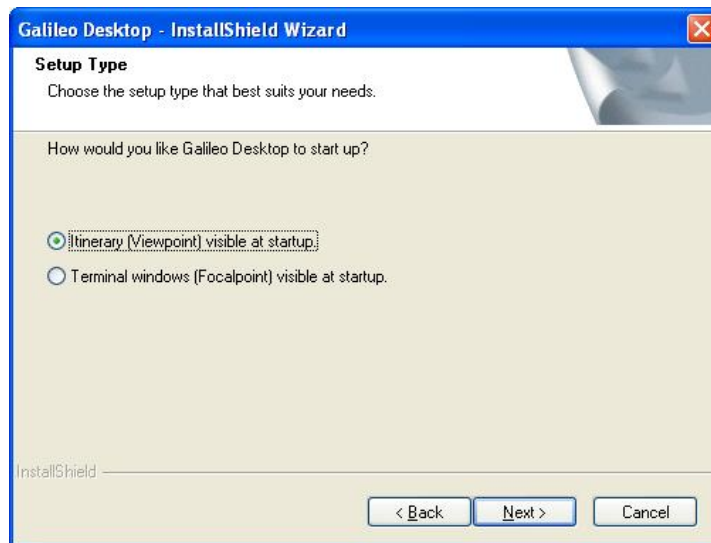 Galileo Desktop - InstallShield Wizard
Setup Type
Choose the setup type that best suits your needs.
How would you like Galileo Desktop to start up?
Itinerary (Viewpoint) visible at startup.
Terminal windows (Focalpoint) visible at startup.
InstallShield
< Back Next > Cancel